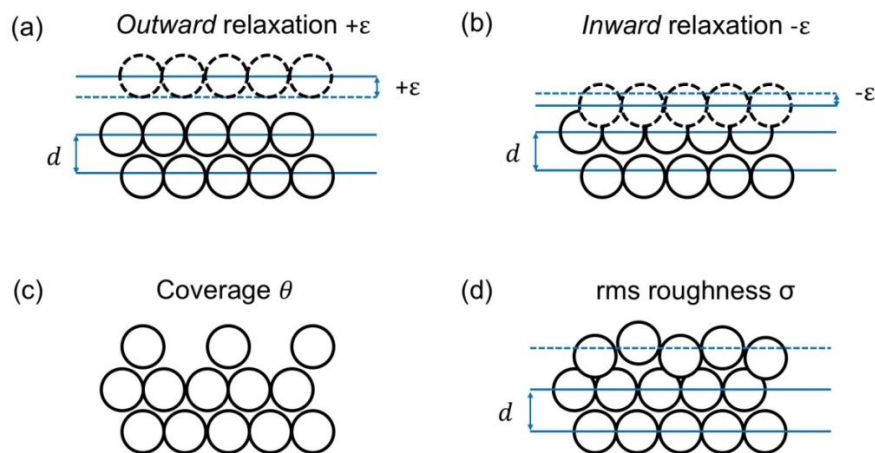 (a) Outward relaxation +ε
+ε
d
(b) Inward relaxation -ε
-ε
d
(c) Coverage θ
(d) rms roughness σ
d